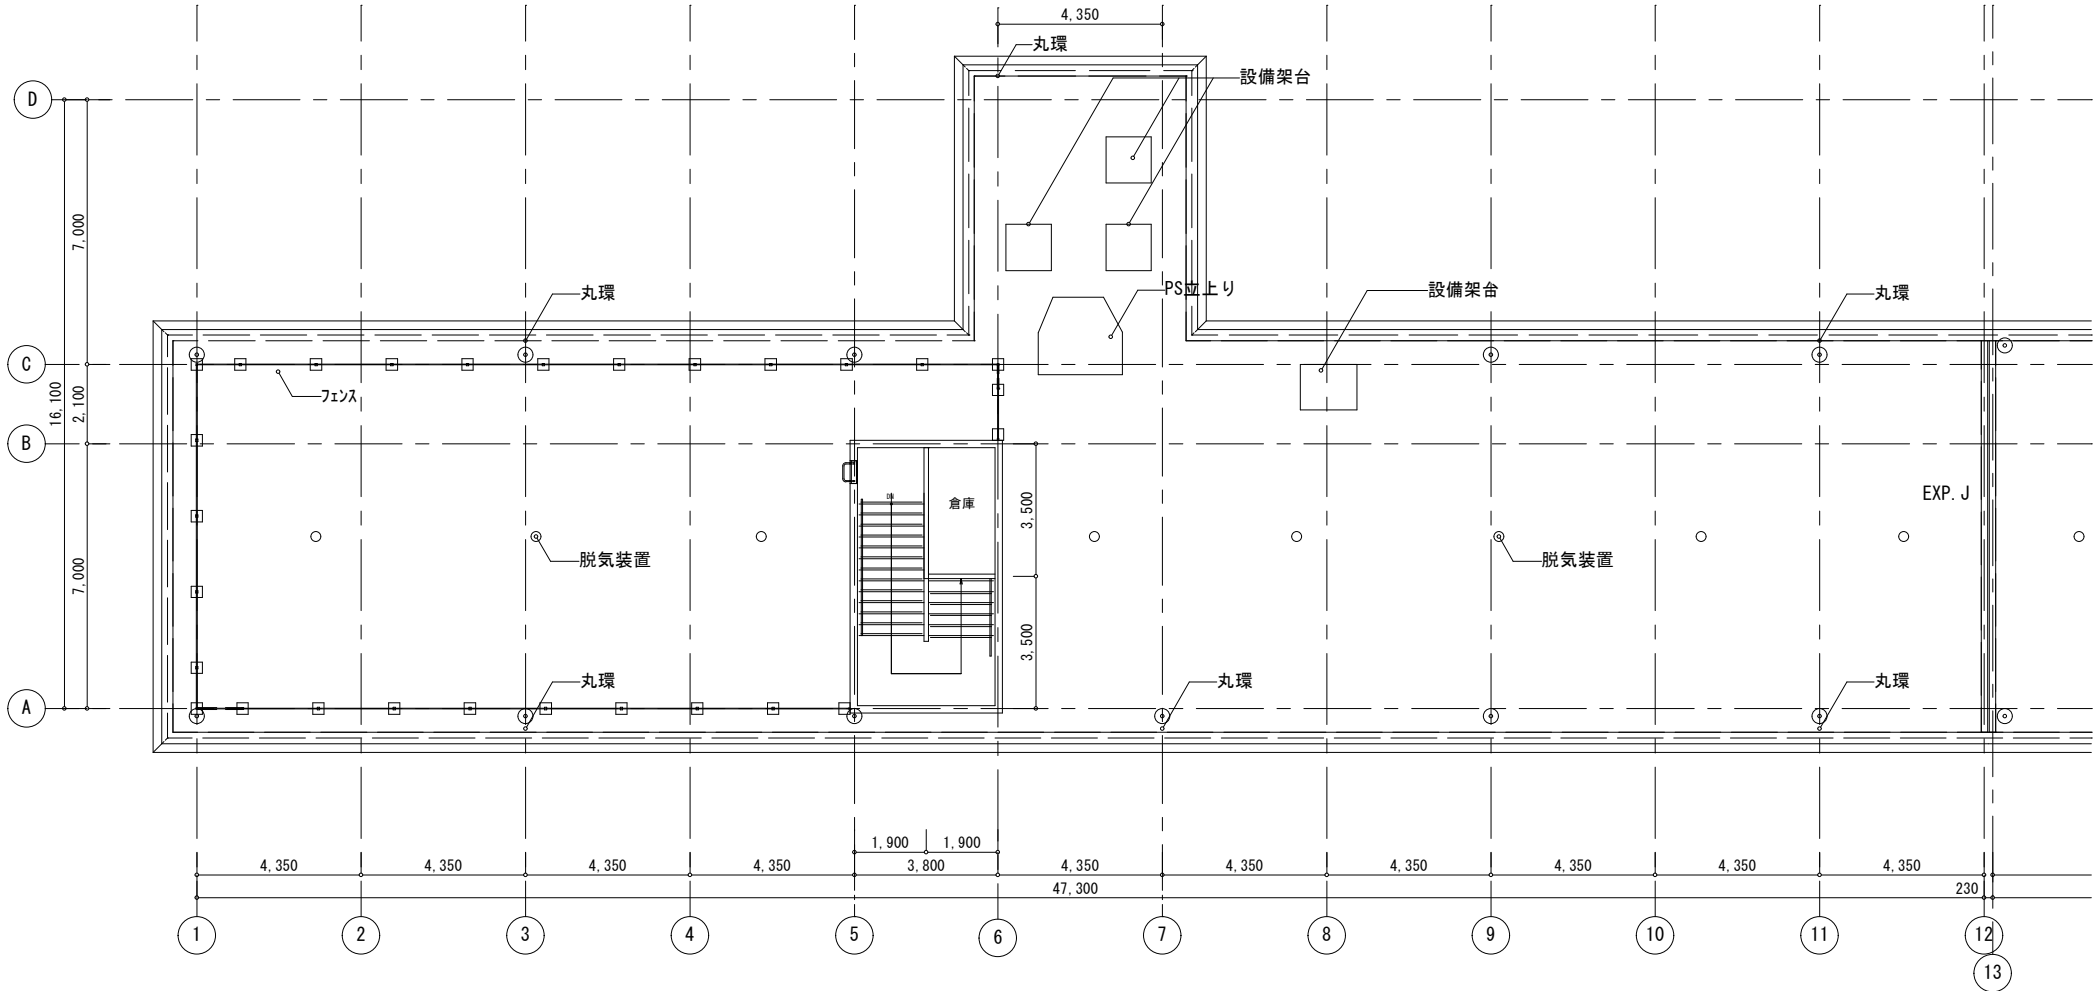 4,350
丸環
設備架台
D
7,000
丸環
PS立上り
設備架台
丸環
C
フェンス
16,100
2,100
B
EXP. J
倉庫
DN
3,500
脱気装置
脱気装置
7,000
3,500
丸環
丸環
丸環
A
1,900
1,900
4,350
4,350
4,350
4,350
3,800
4,350
4,350
4,350
4,350
4,350
4,350
47,300
230
1
2
3
4
5
6
7
8
9
10
11
12
13